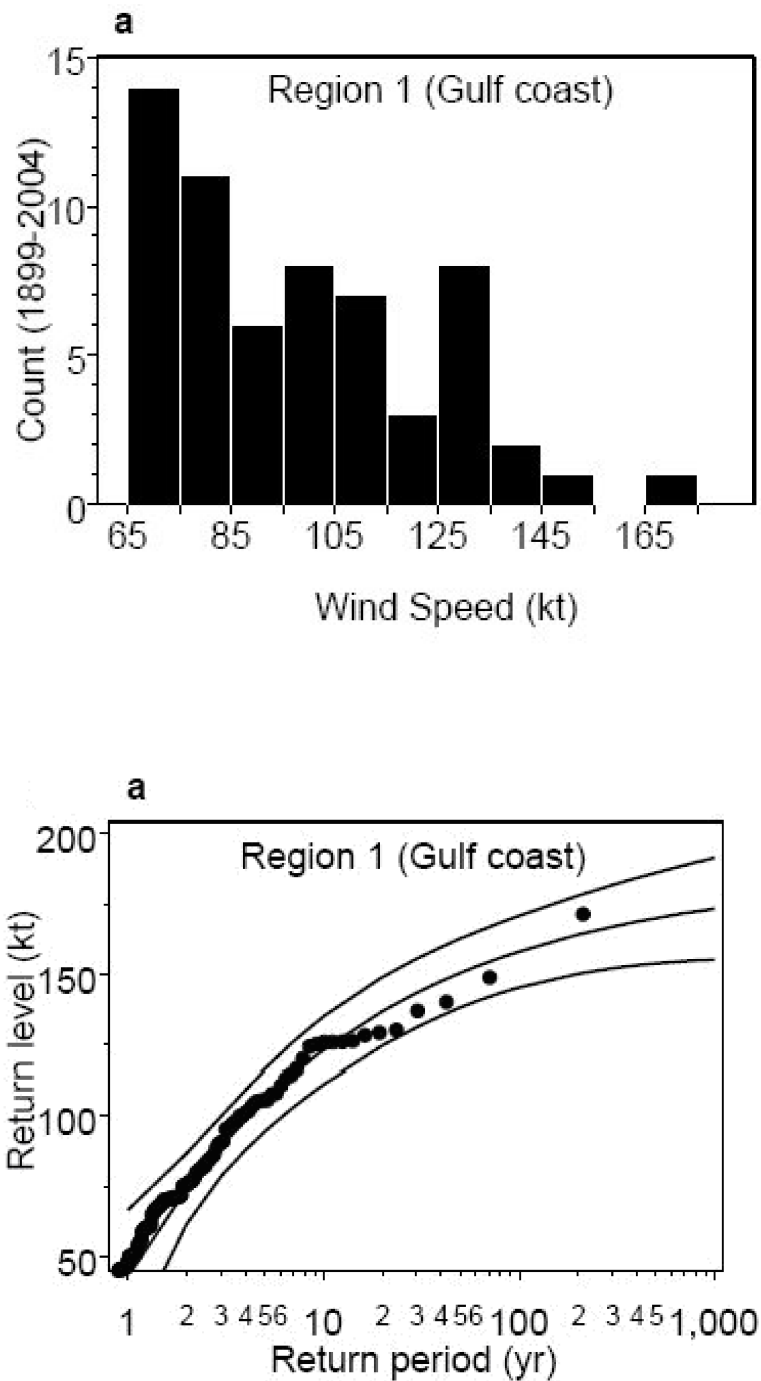 a
15
Region 1 (Gulf coast)
10
5
0
Count (1899-2004)
65 85 105 125 145 165
Wind Speed (kt)
a
200
Region 1 (Gulf coast)
150
100
50
Return level (kt)
1 2 3 4 5 6 10 2 3 4 5 6 100 2 3 4 5 1,000
Return period (yr)